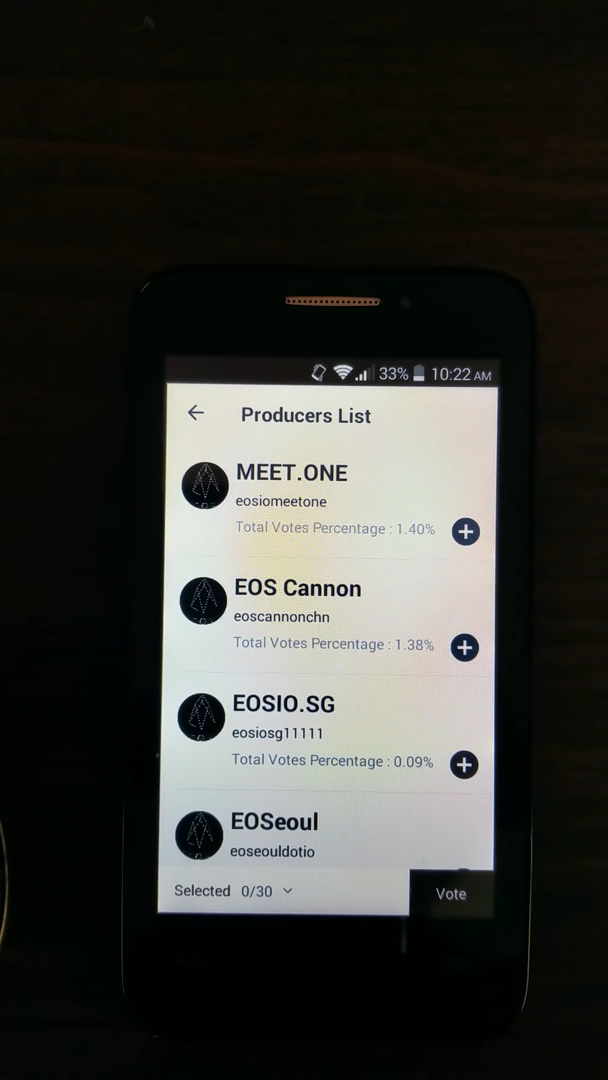 33% 10:22 AM
Producers List
MEET.ONE
eosiomeetone
Total Votes Percentage : 1.40%
EOS Cannon
eoscannonchn
Total Votes Percentage : 1.38%
EOSIO.SG
eosiosg11111
Total Votes Percentage : 0.09%
EOSeoul
eoseouldotio
Selected 0/30
Vote